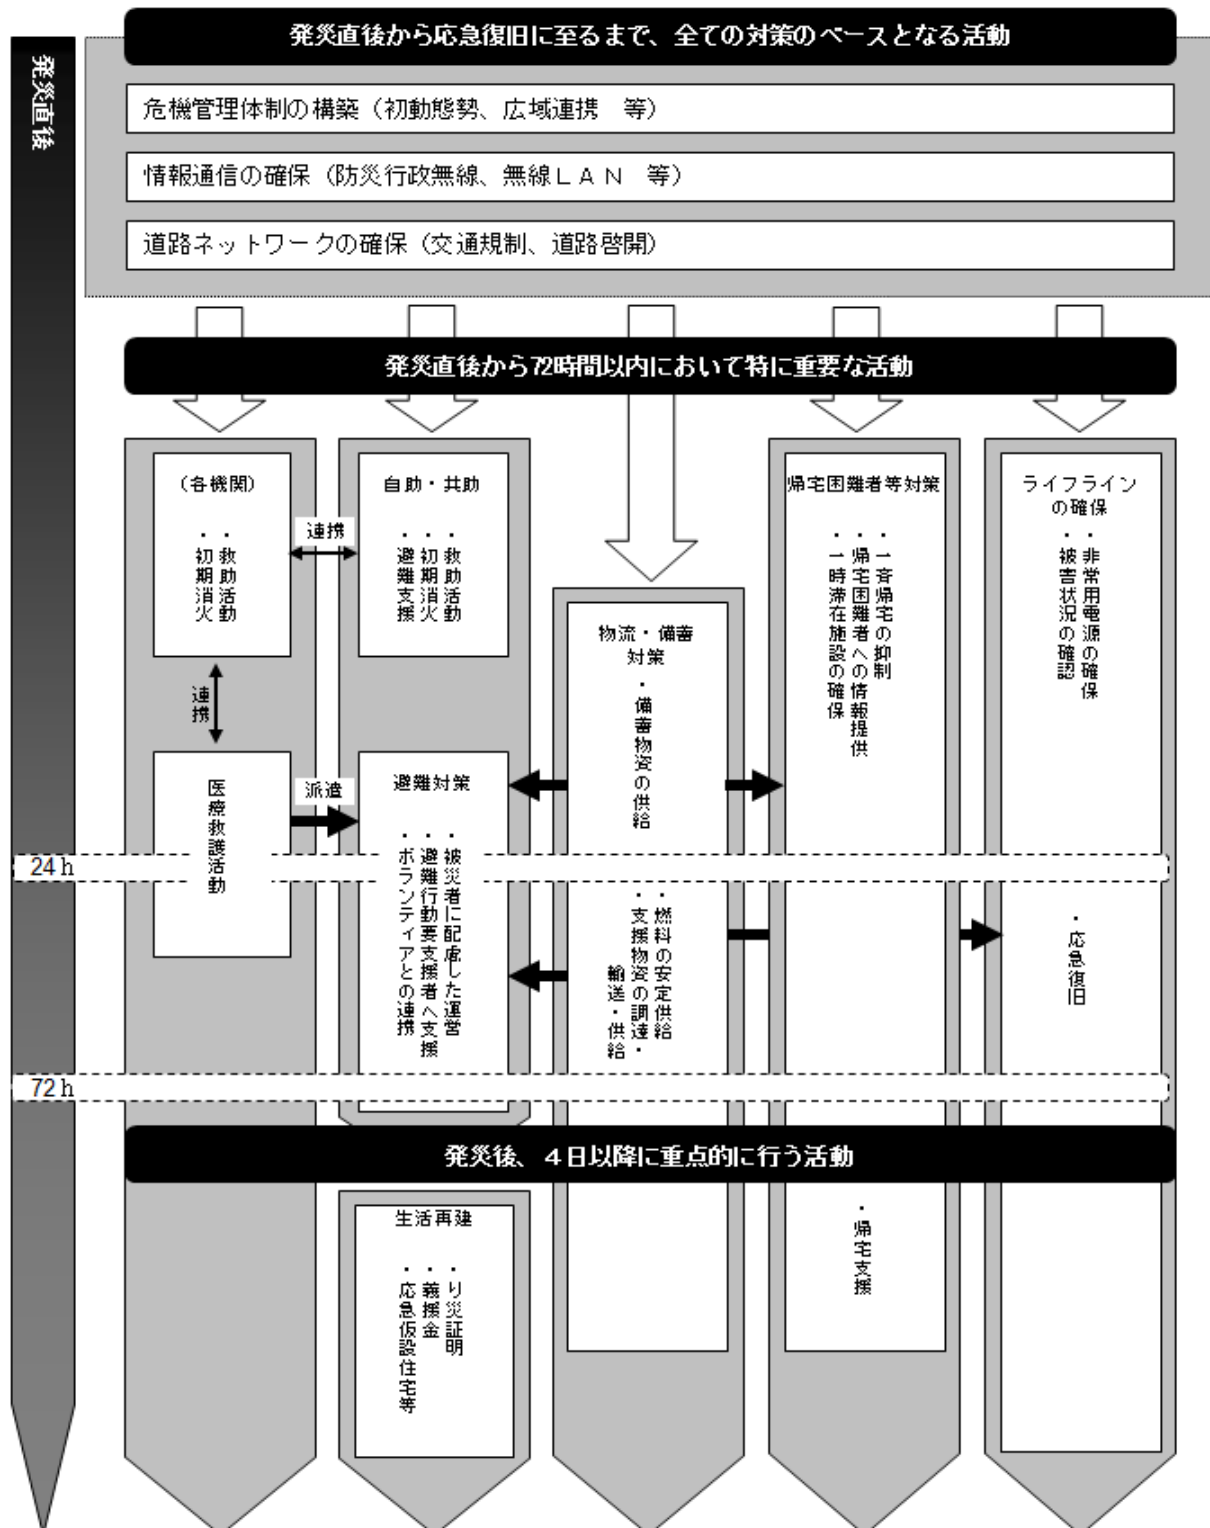 発災直後から応急復旧に至るまで、全ての対策のベースとなる活動
発災直後
危機管理体制の構築（初動態勢、広域連携　等）
情報通信の確保（防災行政無線、無線ＬＡＮ　等）
道路ネットワークの確保（交通規制、道路啓開）
発災直後から72時間以内において特に重要な活動
（各機関）
・救助活動
・初期消火
連携
自助・共助
・救助活動
・初期消火
・避難支援
連携
医療救護活動
派遣
避難対策
・被災者に配慮した運営
・避難行動要支援者へ支援
・ボランティアとの連携
物流・備蓄
対策
・備蓄物資の供給
・燃料の安定供給
・支援物資の調達・
輸送・供給
帰宅困難者等対策
・一斉帰宅の抑制
・帰宅困難者への情報提供
・一時滞在施設の確保
ライフライン
の確保
・非常用電源の確保
・被害状況の確認
・応急復旧
24 h
72 h
発災後、４日以降に重点的に行う活動
生活再建
・り災証明
・義援金
・応急仮設住宅等
・帰宅支援